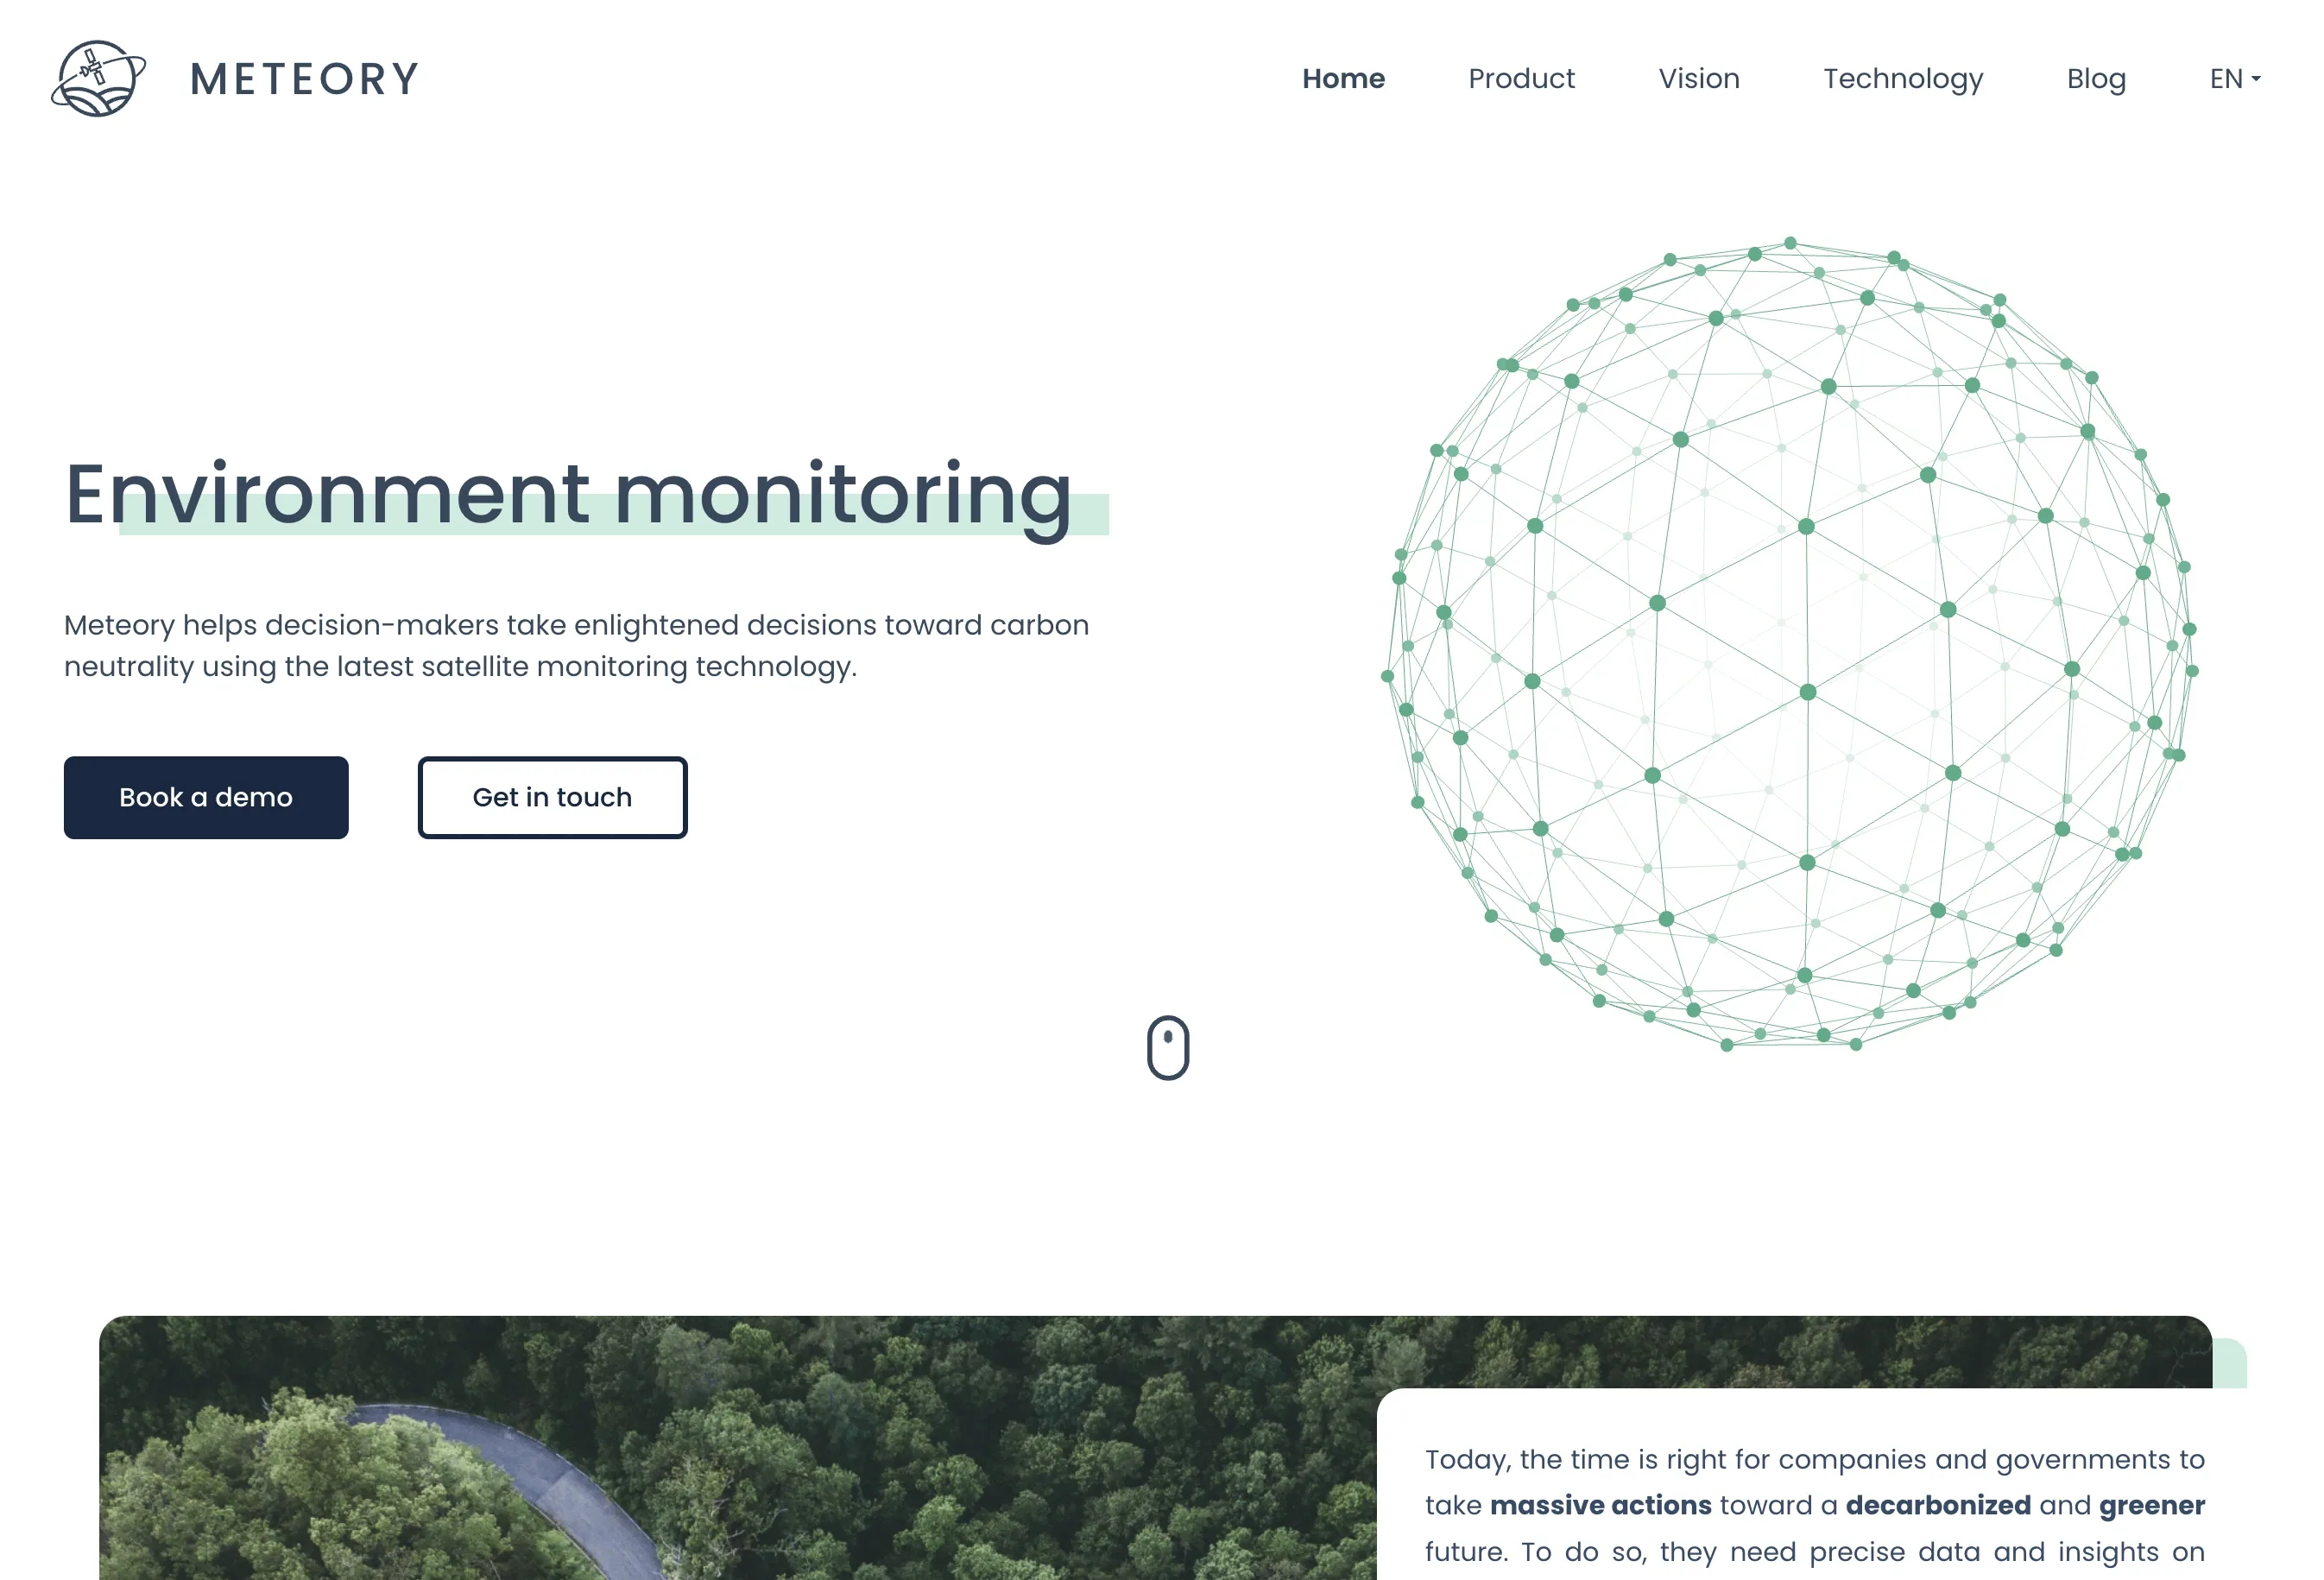 METEORY
Home
Product
Vision
Technology
Blog
EN
Environment monitoring
Meteory helps decision-makers take enlightened decisions toward carbon
neutrality using the latest satellite monitoring technology.
Book a demo
Get in touch
Today, the time is right for companies and governments to
take massive actions toward a decarbonized and greener
future. To do so, they need precise data and insights on